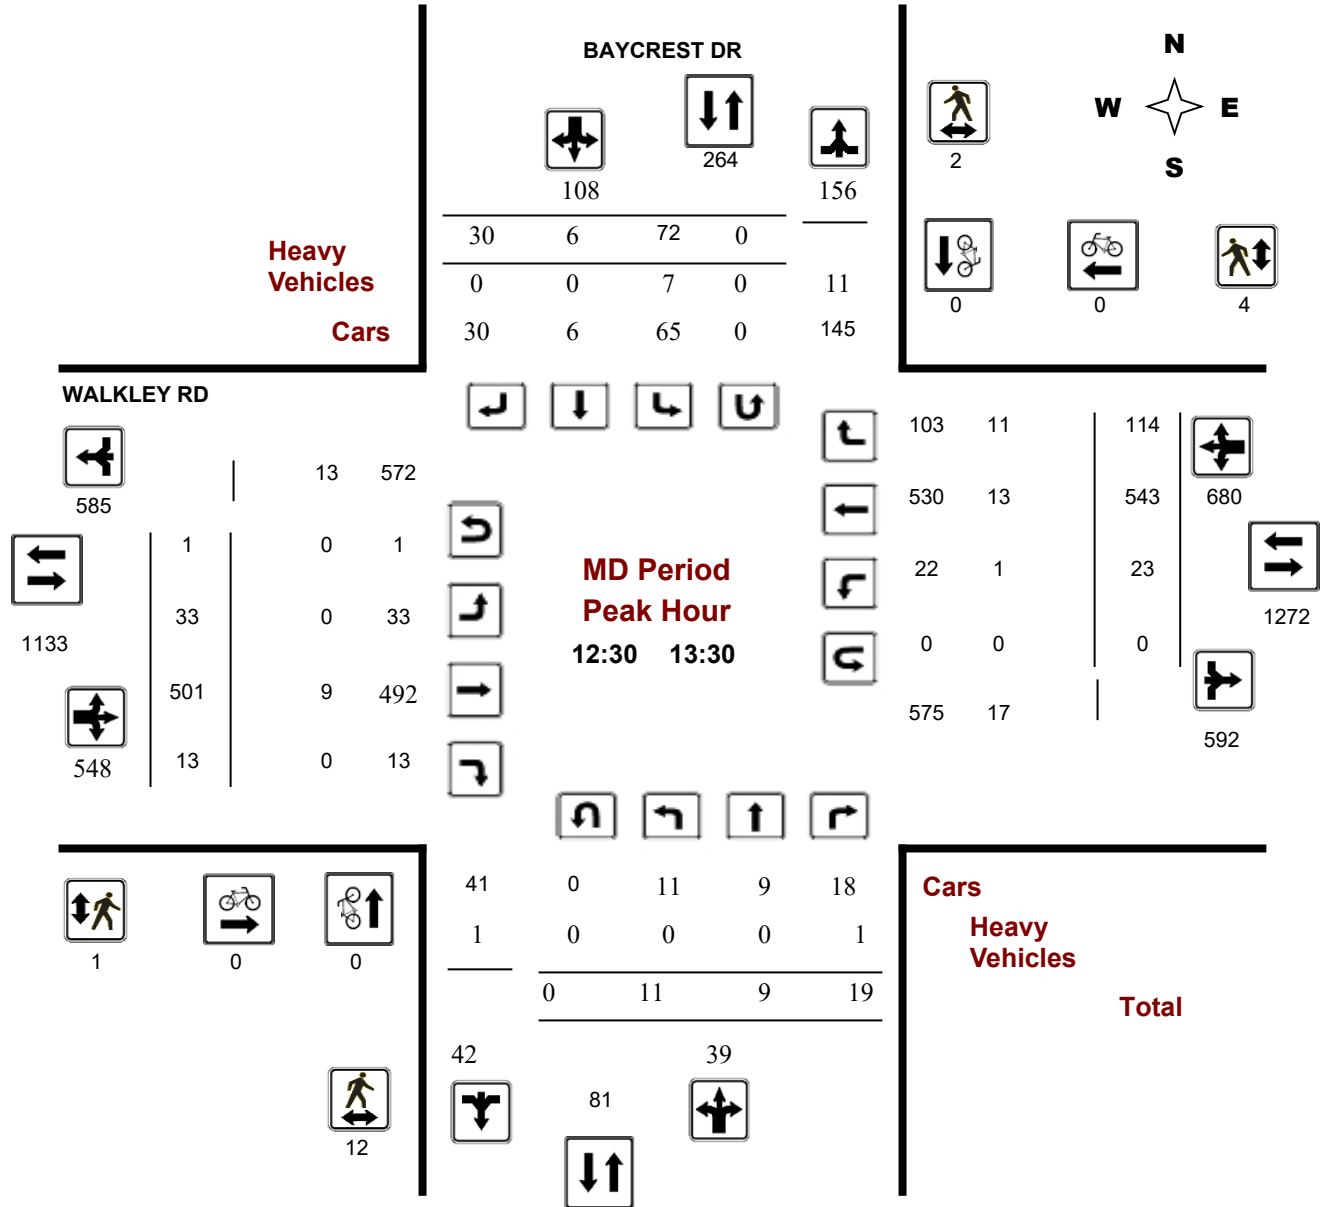 BAYCREST DR
N
W E
S
264
2
108 156
30 6 72 0
Heavy
Vehicles
0 0 7 0 11
0 0 4
Cars
30 6 65 0 145
WALKLEY RD
103 11 114
13 572
585
530 13 543 680
1 0 1
MD Period
22 1 23
Peak Hour
33 0 33
1133
1272
12:30 13:30
0 0 0
501 9 492
575 17
592
548 13 0 13
41 0 11 9 18
Cars
1 0 0 0 1
Heavy
Vehicles
1 0 0
0 11 9 19
Total
42 39
81
12